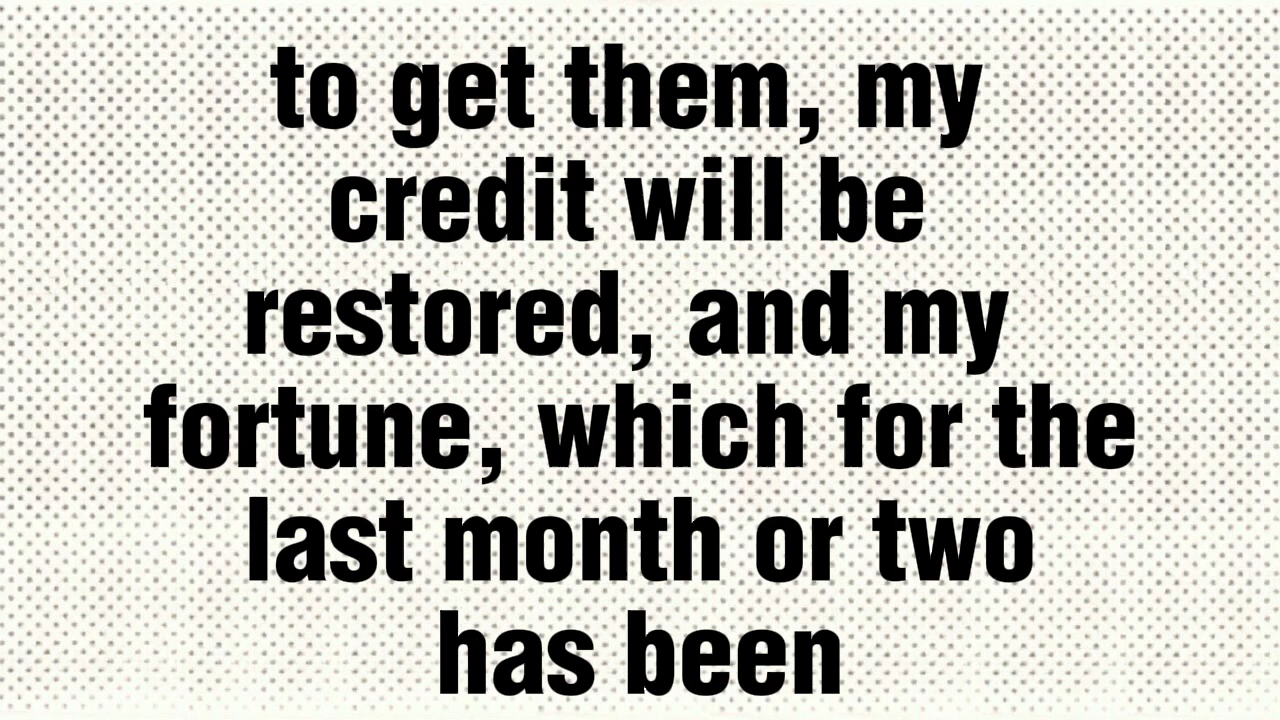 to get them, my
credit will be
restored, and my
fortune, which for the
last month or two
has been